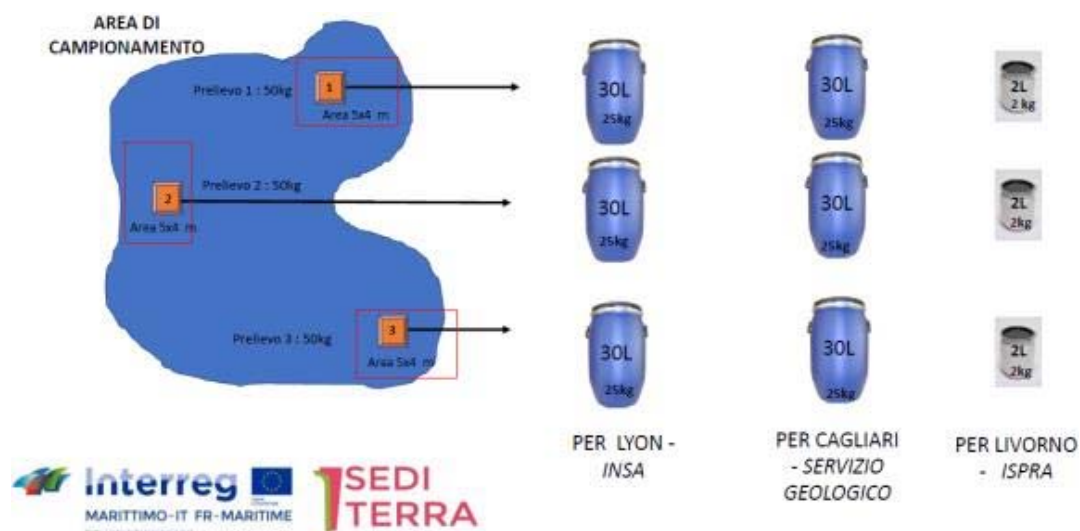 AREA DI
CAMPIONAMENTO
Prelievo 1 : 50kg
1
Area 5x4 m
Prelievo 2 : 50kg
2
Area 5x4 m
Prelievo 3 : 50kg
3
Area 5x4 m
30L
25kg
30L
25kg
2L
2 kg
30L
25kg
30L
25kg
2L
2kg
30L
25kg
30L
25kg
2L
2kg
PER LYON -
INSA
PER CAGLIARI
- SERVIZIO
GEOLOGICO
PER LIVORNO
- ISPRA
Interreg
MARITTIMO-IT FR-MARITIME
SEDI
TERRA